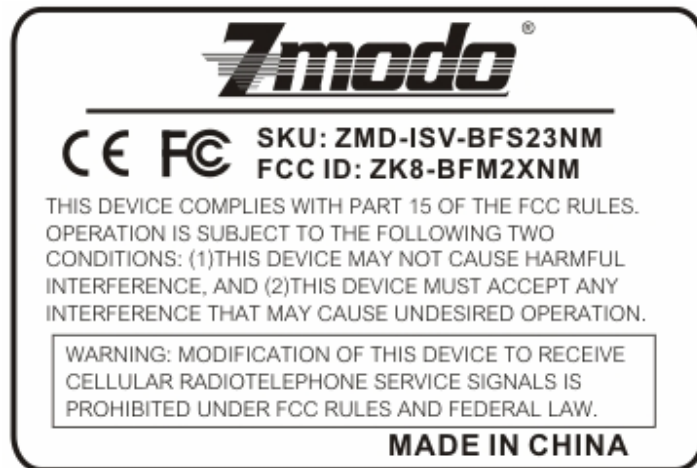 Zmodo®
CE FC SKU: ZMD-ISV-BFS23NM
FCC ID: ZK8-BFM2XNM
THIS DEVICE COMPLIES WITH PART 15 OF THE FCC RULES.
OPERATION IS SUBJECT TO THE FOLLOWING TWO
CONDITIONS: (1)THIS DEVICE MAY NOT CAUSE HARMFUL
INTERFERENCE, AND (2)THIS DEVICE MUST ACCEPT ANY
INTERFERENCE THAT MAY CAUSE UNDESIRED OPERATION.
WARNING: MODIFICATION OF THIS DEVICE TO RECEIVE
CELLULAR RADIOTELEPHONE SERVICE SIGNALS IS
PROHIBITED UNDER FCC RULES AND FEDERAL LAW.
MADE IN CHINA